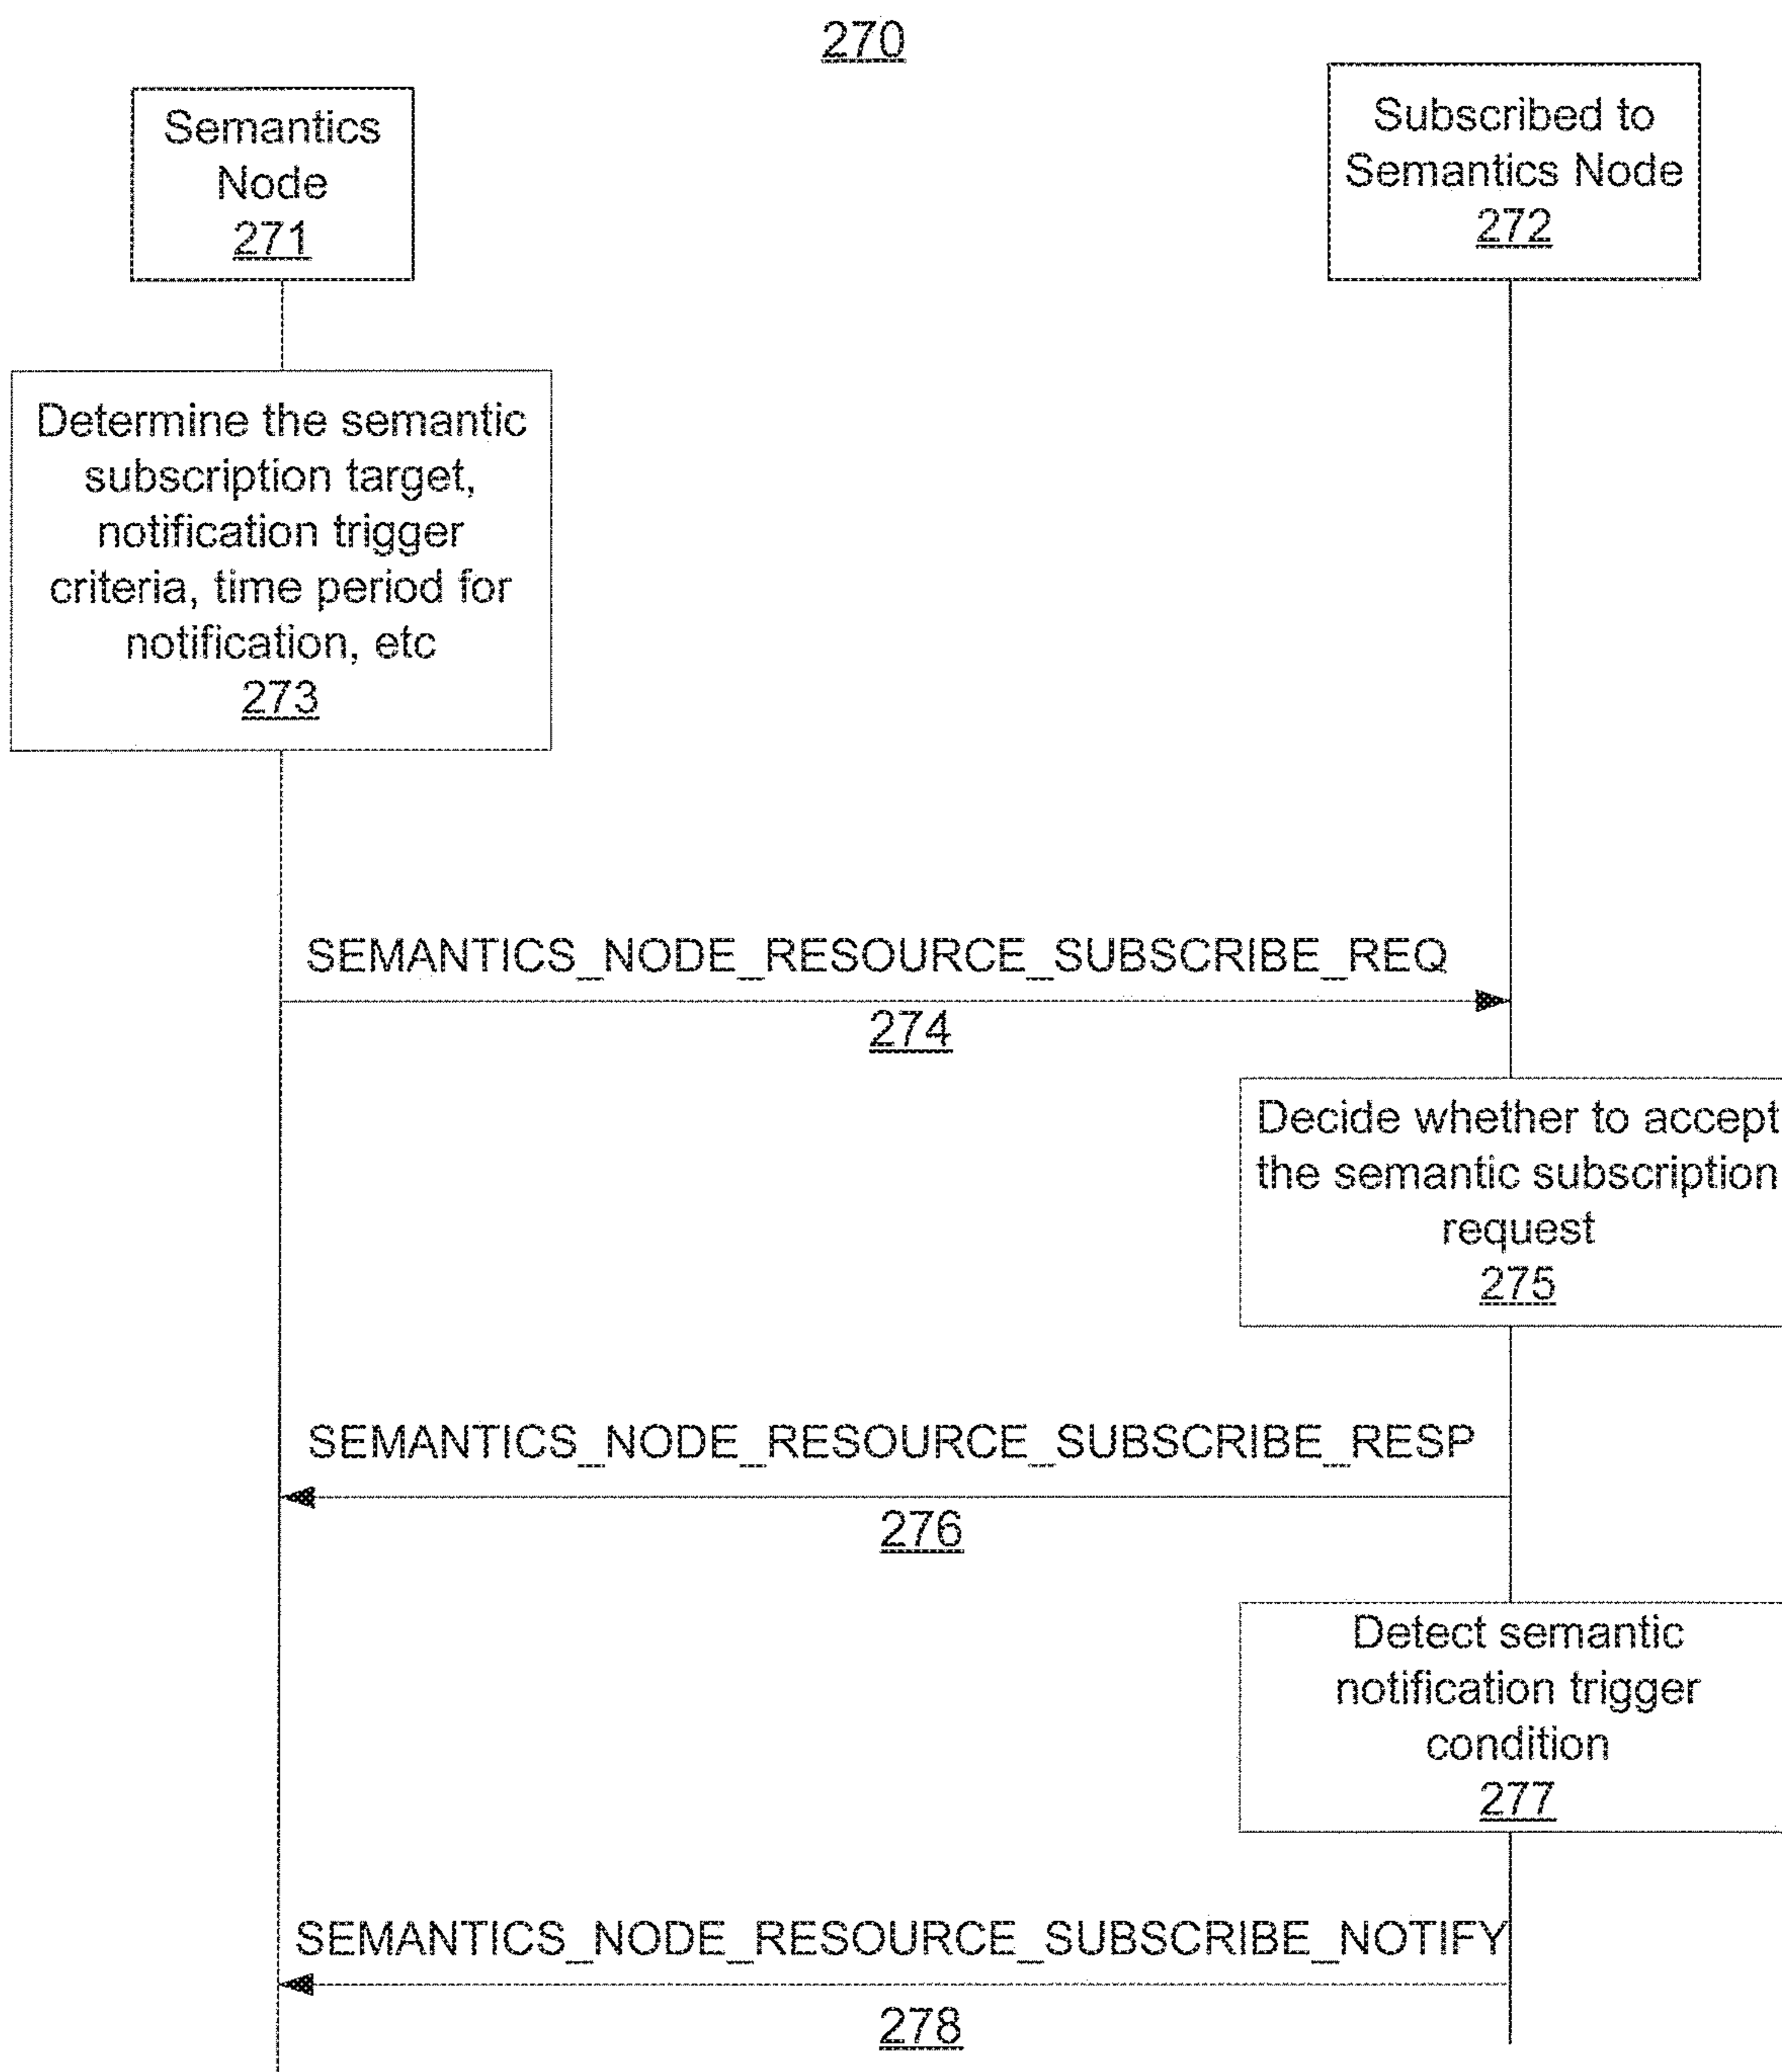 270
Semantics
Node
271
Subscribed to
Semantics Node
272
Determine the semantic
subscription target,
notification trigger
criteria, time period for
notification, etc
273
SEMANTICS_NODE_RESOURCE_SUBSCRIBE_REQ
274
Decide whether to accept
the semantic subscription
request
275
SEMANTICS_NODE_RESOURCE_SUBSCRIBE_RESP
276
Detect semantic
notification trigger
condition
277
SEMANTICS_NODE_RESOURCE_SUBSCRIBE_NOTIFY
278